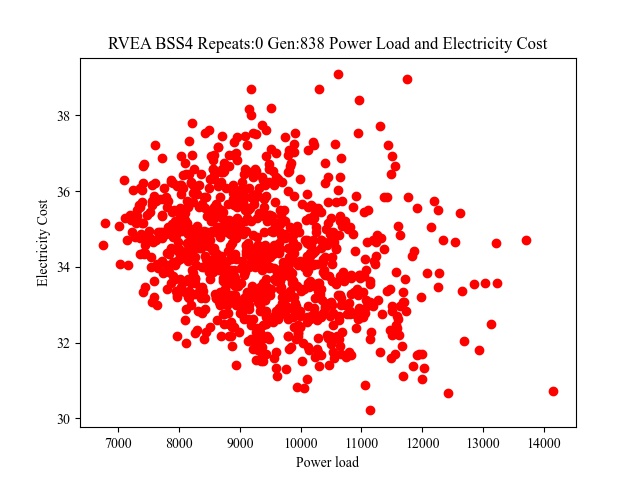 RVEA BSS4 Repeats:0 Gen:838 Power Load and Electricity Cost
Electricity Cost
38
36
34
32
30
7000 8000 9000 10000 11000 12000 13000 14000
Power load